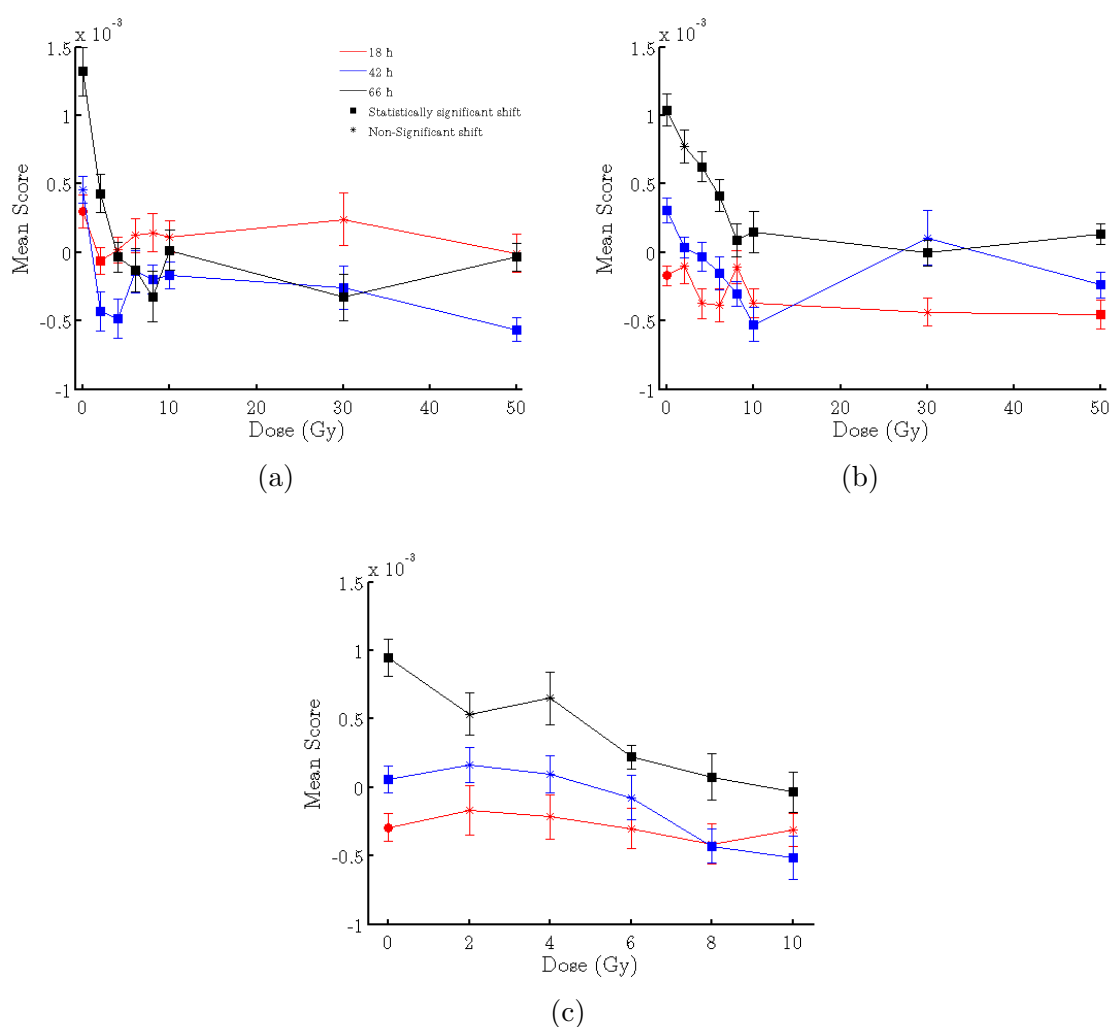 x 10⁻³
1.5
1
0.5
0
-0.5
-1
Mean Score
0 10 20 30 40 50
Dose (Gy)
18 h
42 h
66 h
Statistically significant shift
Non-Significant shift
(a)
x 10⁻³
1.5
1
0.5
0
-0.5
-1
Mean Score
0 10 20 30 40 50
Dose (Gy)
(b)
x 10⁻³
1.5
1
0.5
0
-0.5
-1
Mean Score
0 2 4 6 8 10
Dose (Gy)
(c)